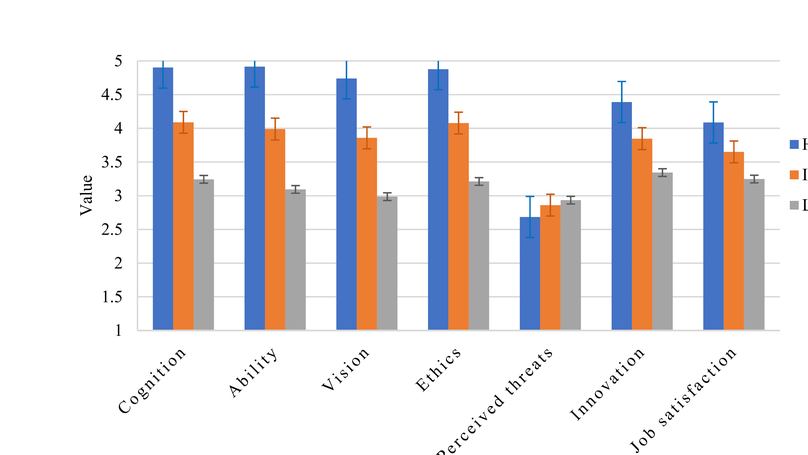 5
4.5
4
3.5
3
2.5
2
1.5
1
Value
Cognition
Ability
Vision
Ethics
Perceived threats
Innovation
Job satisfaction